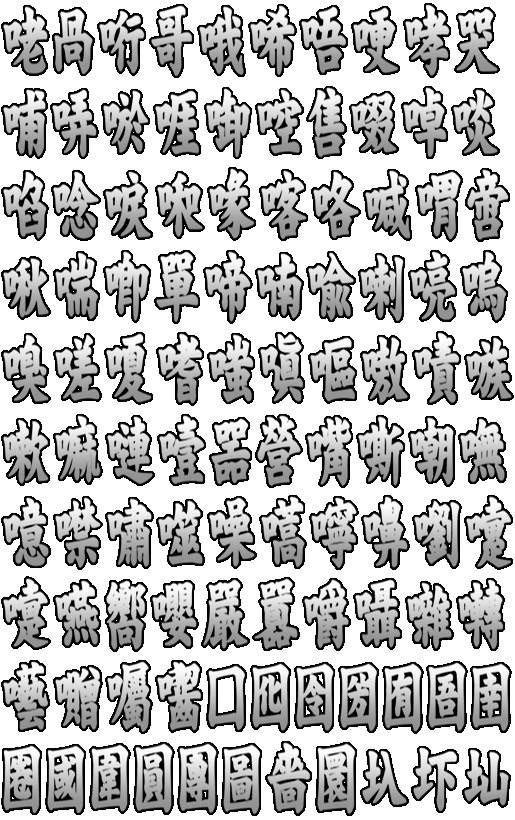 咾咼哘哥哦唏唔哽哮哭
哺哢唹啀啣啌售啜啅啖
啗唸唳啝喙喀咯喊喟啻
啾喘喞單啼喃喩喇喨嗚
嗅嗟嗄嗜嗤嗔嘔嗷嘖嗾
嗽嘛嗹噎噐營嘴嘶嘲嘸
噫噤嘯噬噪嚆嚀嚊嚠嚔
嚏嚥嚮嚶嚴囂嚼囁囃囀
囈囎囑囓囗囮囹圀囿圄圉
圈國圍圓團圖嗇圜圦圷圸